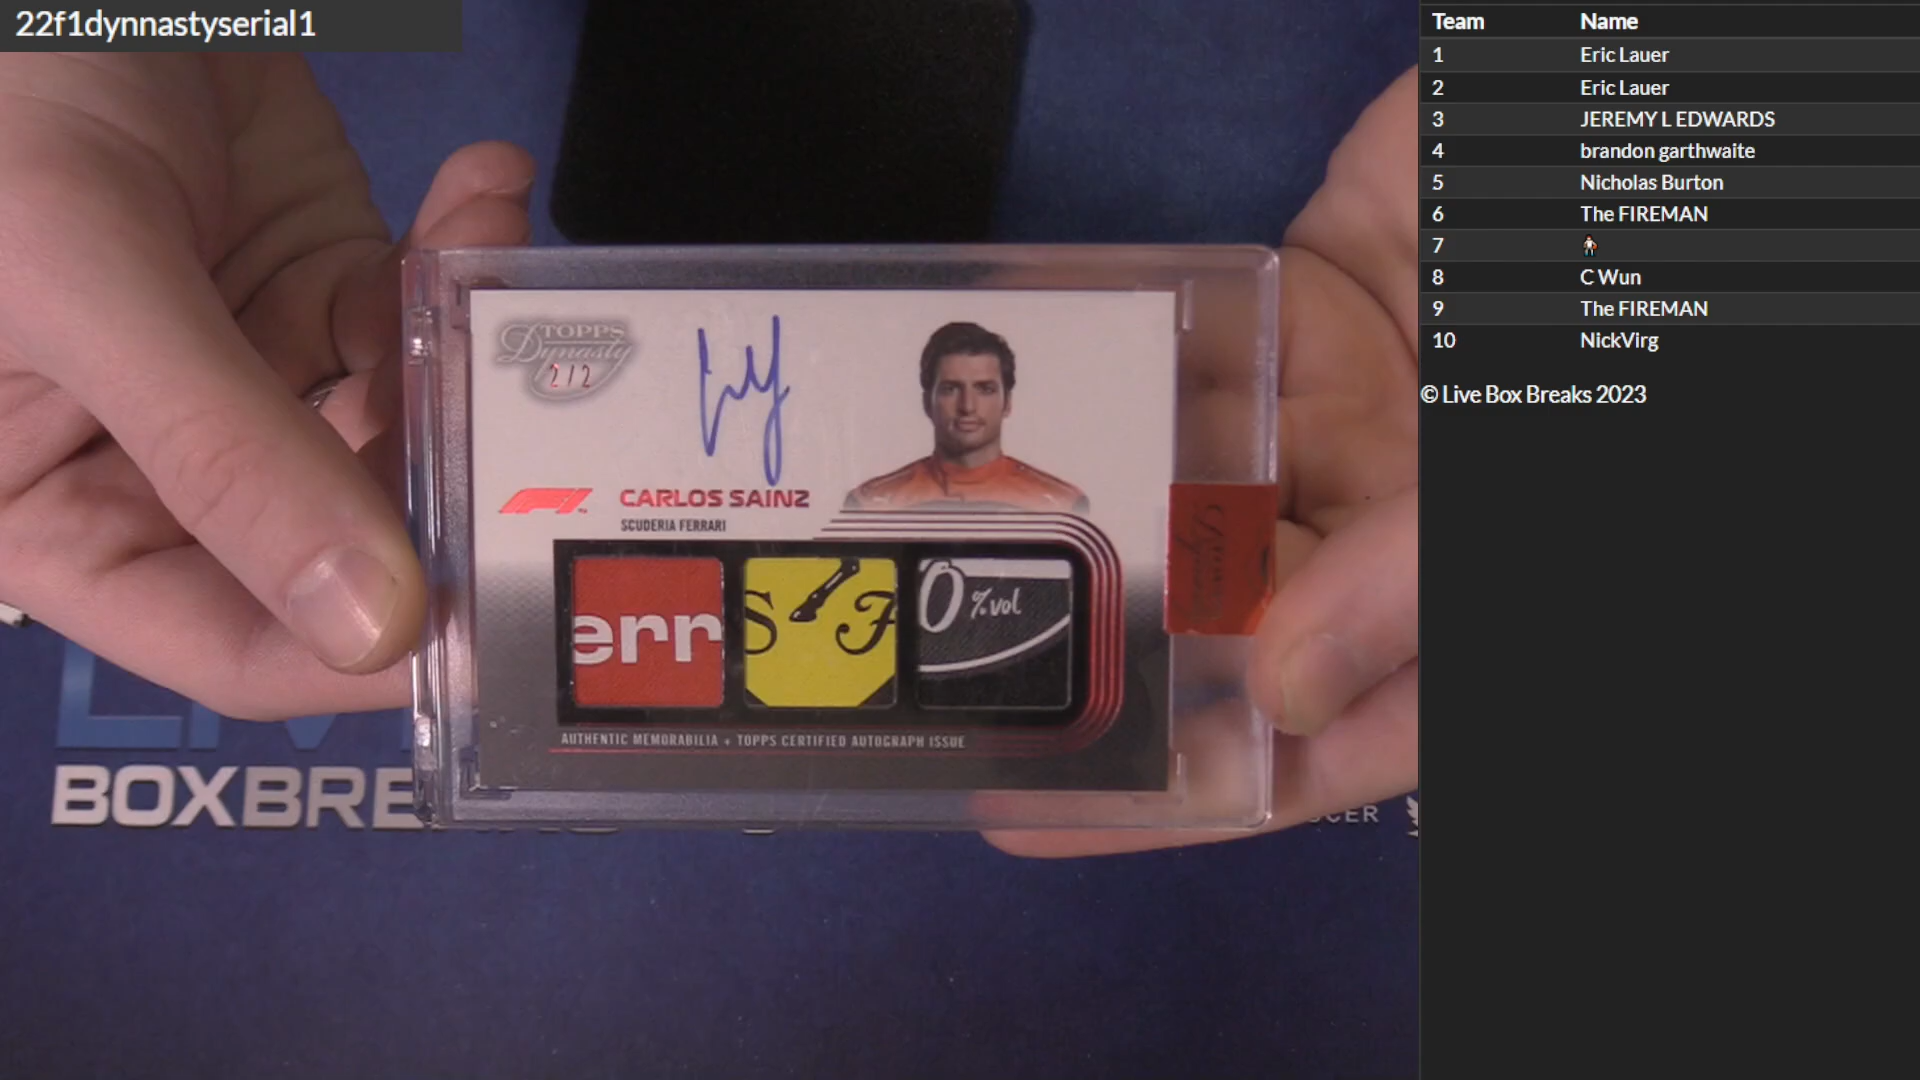 22f1dynnastyserial1
TOPPS
Dynasty
2/2
CARLOS SAINZ
SCUDERIA FERRARI
err
S F
0 %vol
AUTHENTIC MEMORABILIA + TOPPS CERTIFIED AUTOGRAPH ISSUE
BOXBRE
Team Name
1 Eric Lauer
2 Eric Lauer
3 JEREMY L EDWARDS
4 brandon garthwaite
5 Nicholas Burton
6 The FIREMAN
7
8 C Wun
9 The FIREMAN
10 NickVirg
© Live Box Breaks 2023